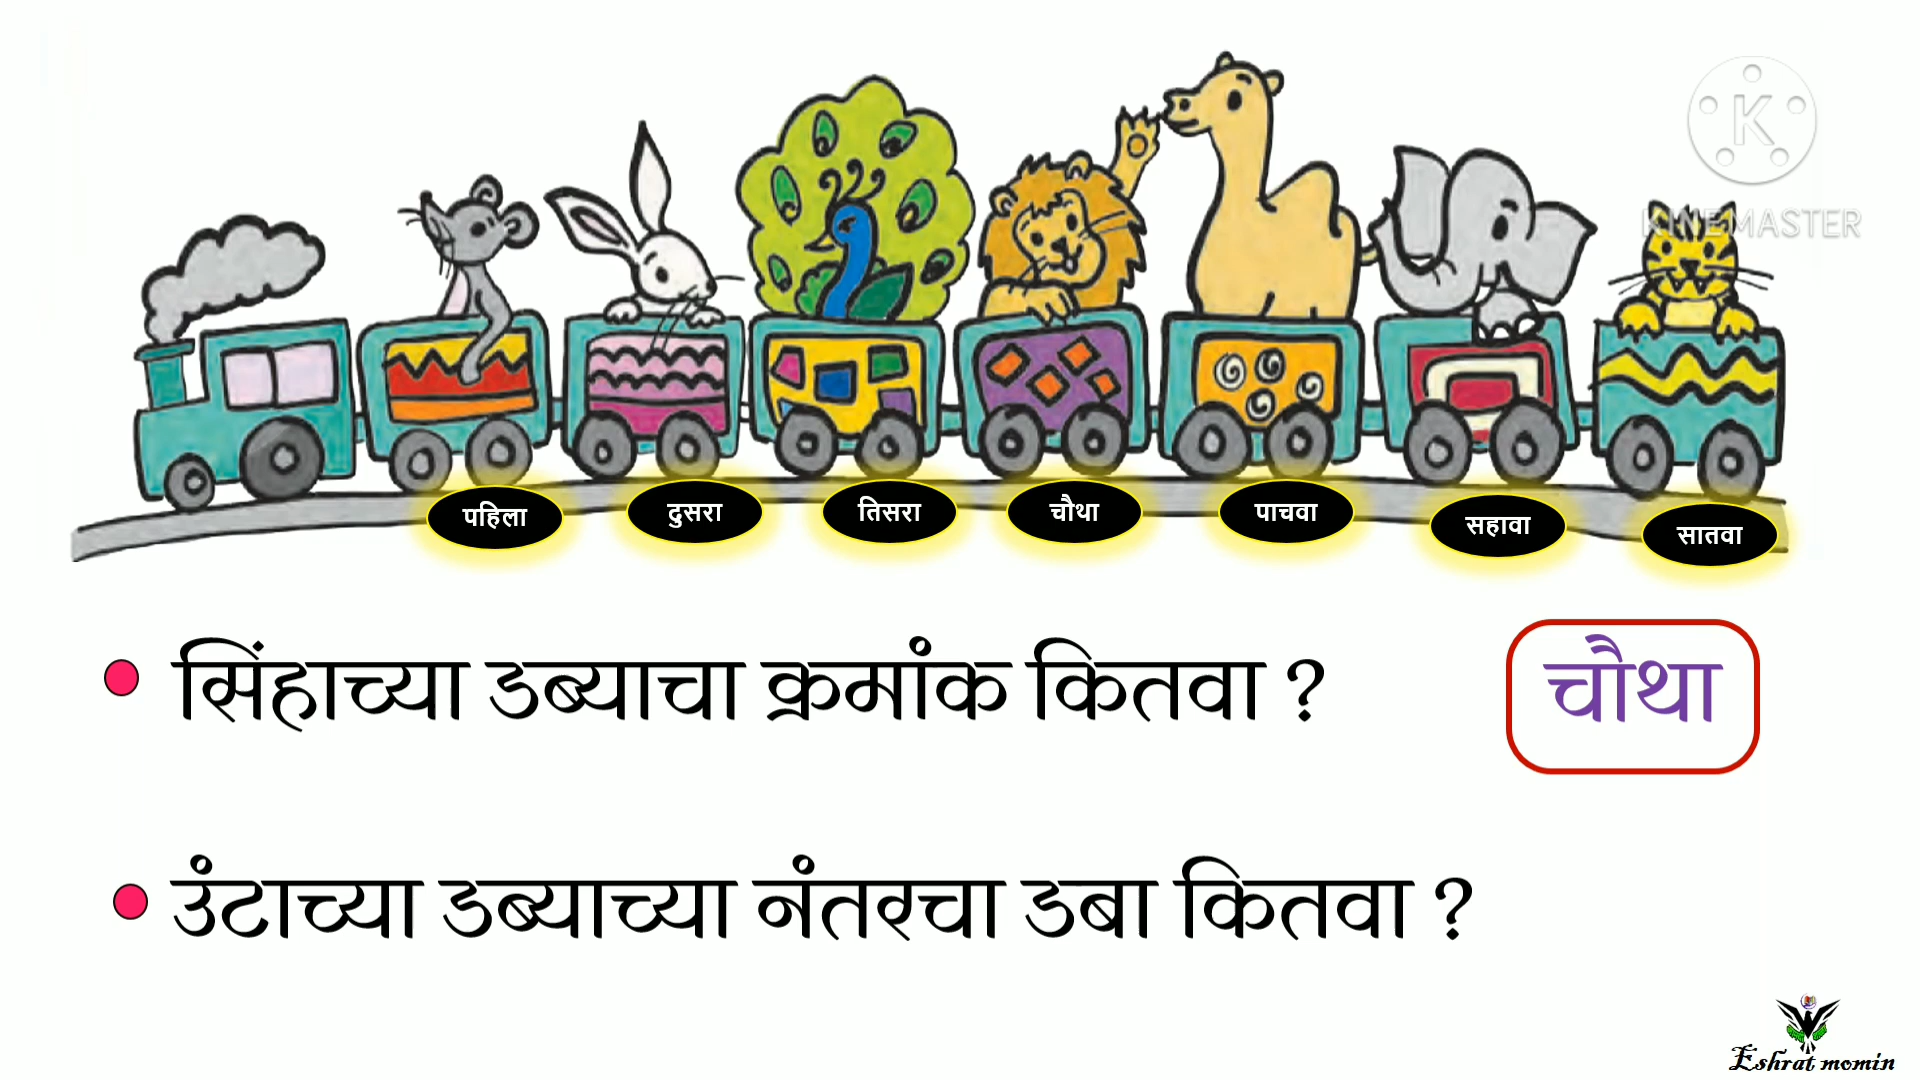 K
KINEMASTER
पहिला दुसरा तिसरा चौथा पाचवा सहावा सातवा
सिंहाच्या डब्याचा क्रमांक कितवा ? चौथा
उंटाच्या डब्याच्या नंतरचा डबा कितवा ?
Eshrat momin